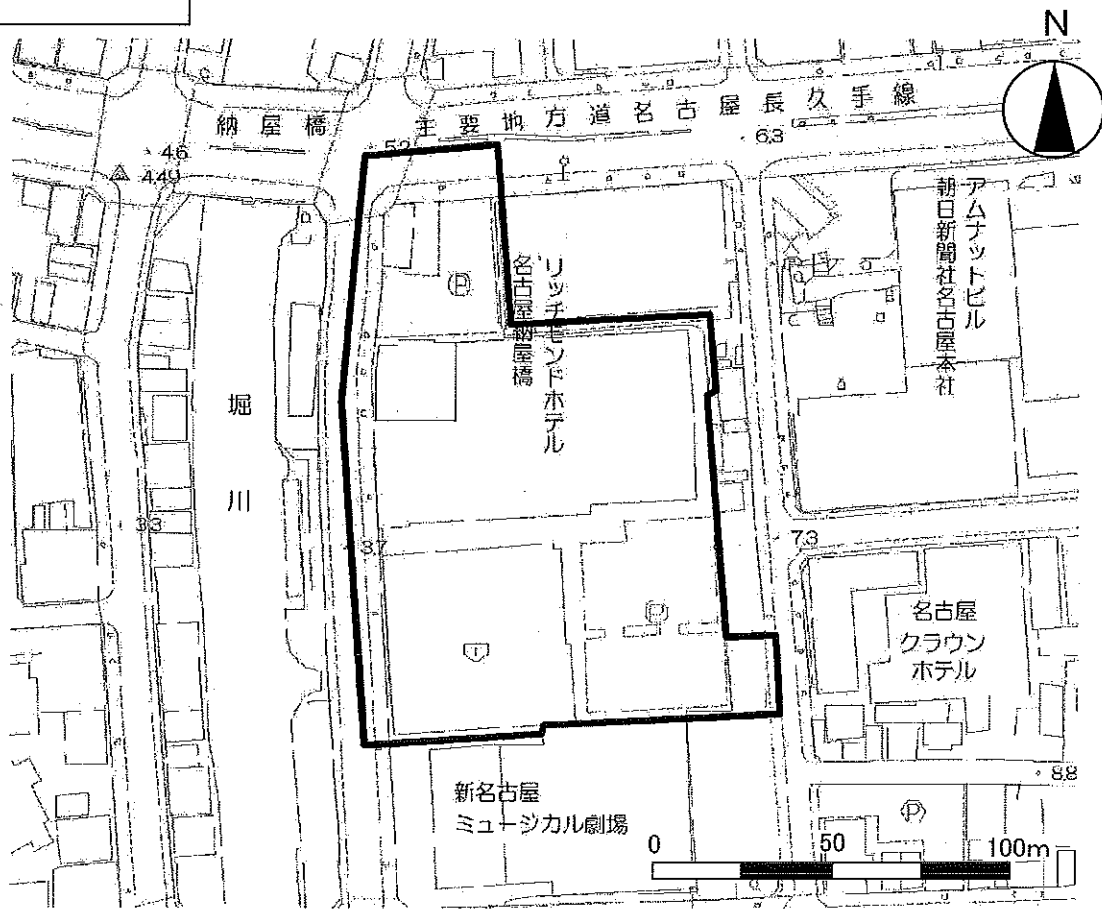 N
納屋橋
主要地方道名古屋長久手線
6.3
5.2
4.6
4.49
アムナットビル
朝日新聞社名古屋本社
リッチモンドホテル
名古屋納屋橋
P
堀川
3.3
3.7
7.3
名古屋
クラウン
ホテル
8.8
新名古屋
ミュージカル劇場
P
0 50 100m